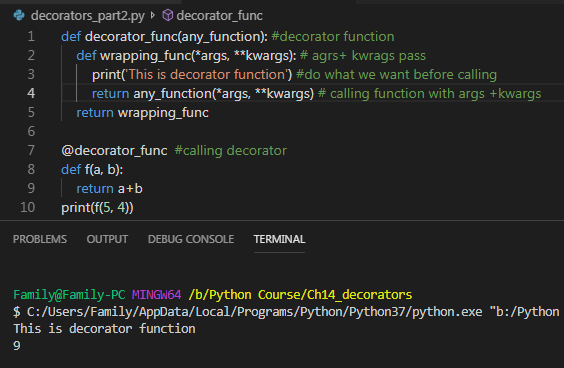 decorators_part2.py > decorator_func
1 def decorator_func(any_function): #decorator function
2 def wrapping_func(*args, **kwargs): # agrs+ kwrags pass
3 print('This is decorator function') #do what we want before calling
4 return any_function(*args, **kwargs) # calling function with args +kwargs
5 return wrapping_func
6
7 @decorator_func #calling decorator
8 def f(a, b):
9 return a+b
10 print(f(5, 4))
PROBLEMS OUTPUT DEBUG CONSOLE TERMINAL
Family@Family-PC MINGW64 /b/Python Course/Ch14_decorators
$ C:/Users/Family/AppData/Local/Programs/Python/Python37/python.exe "b:/Python
This is decorator function
9